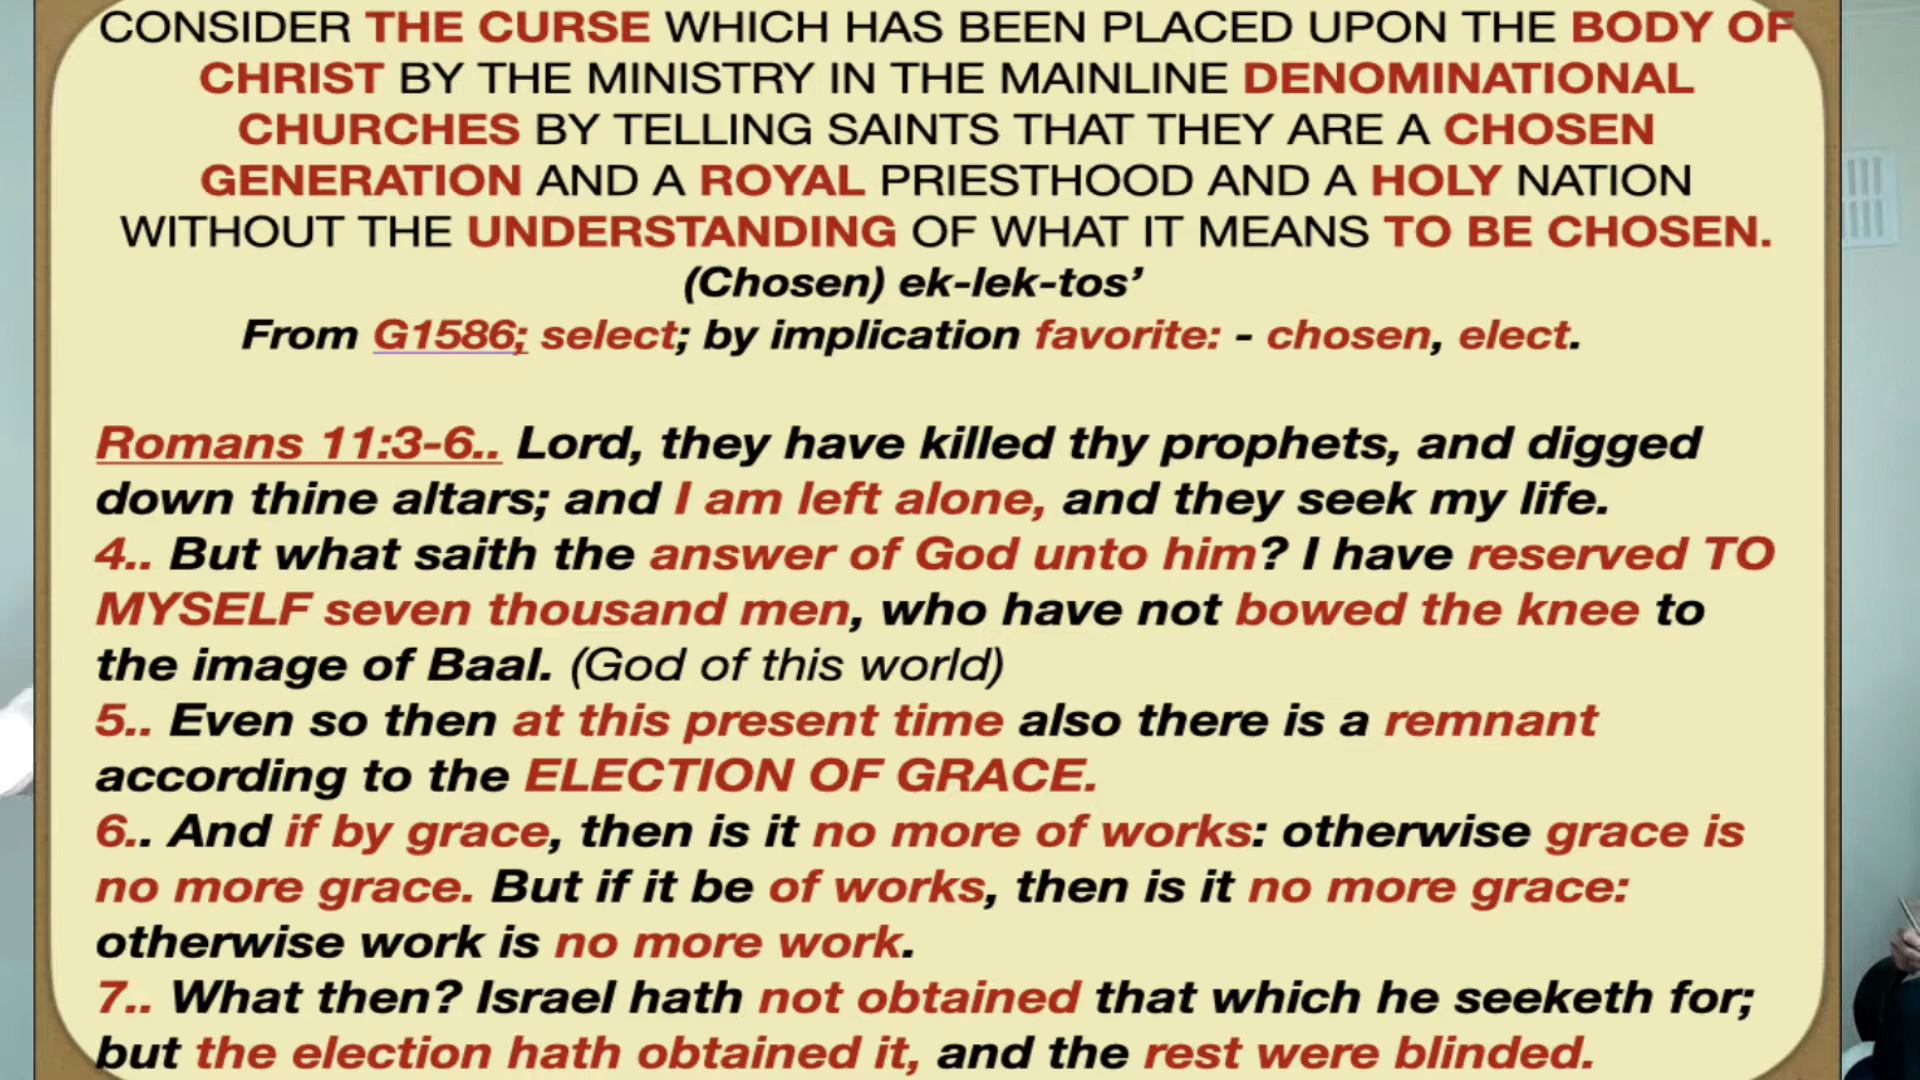 CONSIDER THE CURSE WHICH HAS BEEN PLACED UPON THE BODY OF
CHRIST BY THE MINISTRY IN THE MAINLINE DENOMINATIONAL
CHURCHES BY TELLING SAINTS THAT THEY ARE A CHOSEN
GENERATION AND A ROYAL PRIESTHOOD AND A HOLY NATION
WITHOUT THE UNDERSTANDING OF WHAT IT MEANS TO BE CHOSEN.
(Chosen) ek-lek-tos’
From G1586; select; by implication favorite: - chosen, elect.
Romans 11:3-6.. Lord, they have killed thy prophets, and digged
down thine altars; and I am left alone, and they seek my life.
4.. But what saith the answer of God unto him? I have reserved TO
MYSELF seven thousand men, who have not bowed the knee to
the image of Baal. (God of this world)
5.. Even so then at this present time also there is a remnant
according to the ELECTION OF GRACE.
6.. And if by grace, then is it no more of works: otherwise grace is
no more grace. But if it be of works, then is it no more grace:
otherwise work is no more work.
7.. What then? Israel hath not obtained that which he seeketh for;
but the election hath obtained it, and the rest were blinded.